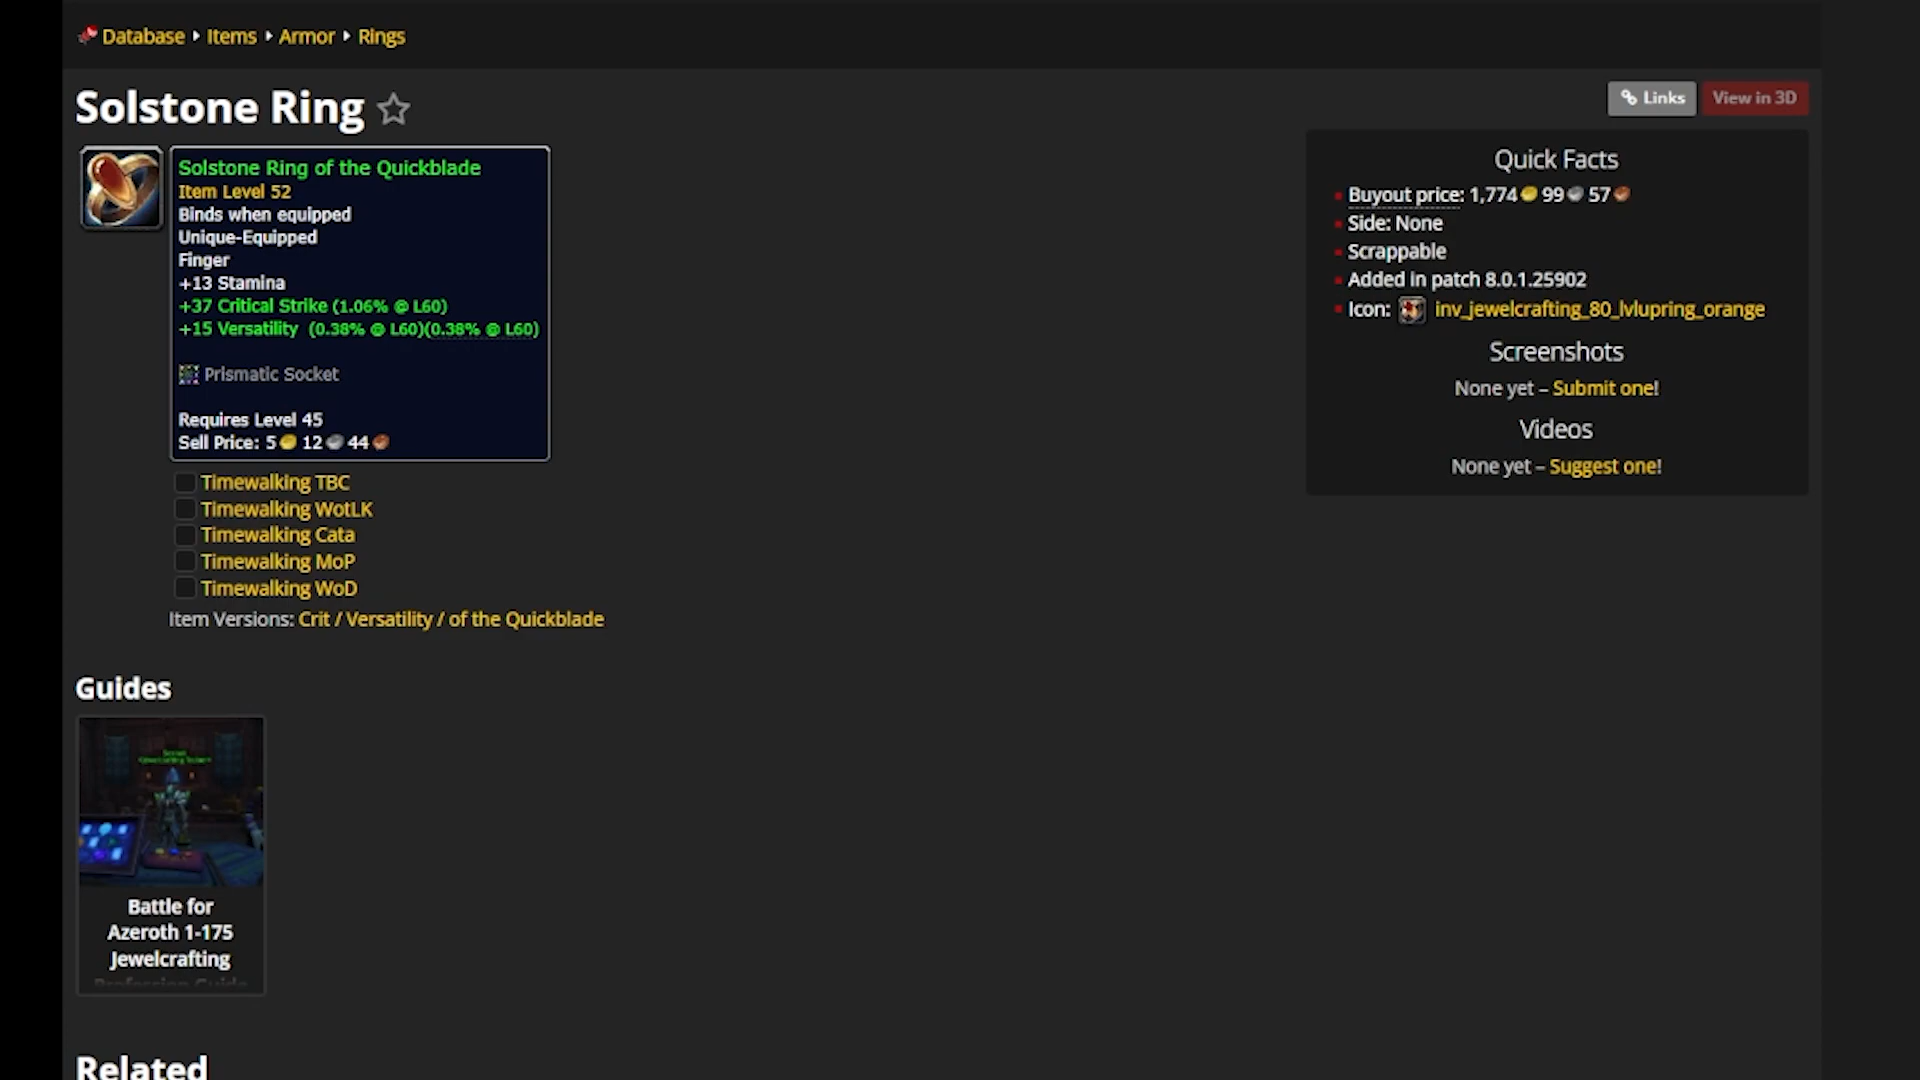 Database ▸ Items ▸ Armor ▸ Rings
Solstone Ring
Links
View in 3D
Solstone Ring of the Quickblade
Item Level 52
Binds when equipped
Unique-Equipped
Finger
+13 Stamina
+37 Critical Strike (1.06% @ L60)
+15 Versatility (0.38% @ L60)(0.38% @ L60)
Prismatic Socket
Requires Level 45
Sell Price: 5 12 44
Timewalking TBC
Timewalking WotLK
Timewalking Cata
Timewalking MoP
Timewalking WoD
Item Versions: Crit / Versatility / of the Quickblade
Quick Facts
Buyout price: 1,774 99 57
Side: None
Scrappable
Added in patch 8.0.1.25902
Icon: inv_jewelcrafting_80_lvlupring_orange
Screenshots
None yet – Submit one!
Videos
None yet – Suggest one!
Guides
Battle for
Azeroth 1-175
Jewelcrafting
Profession Guide
Related